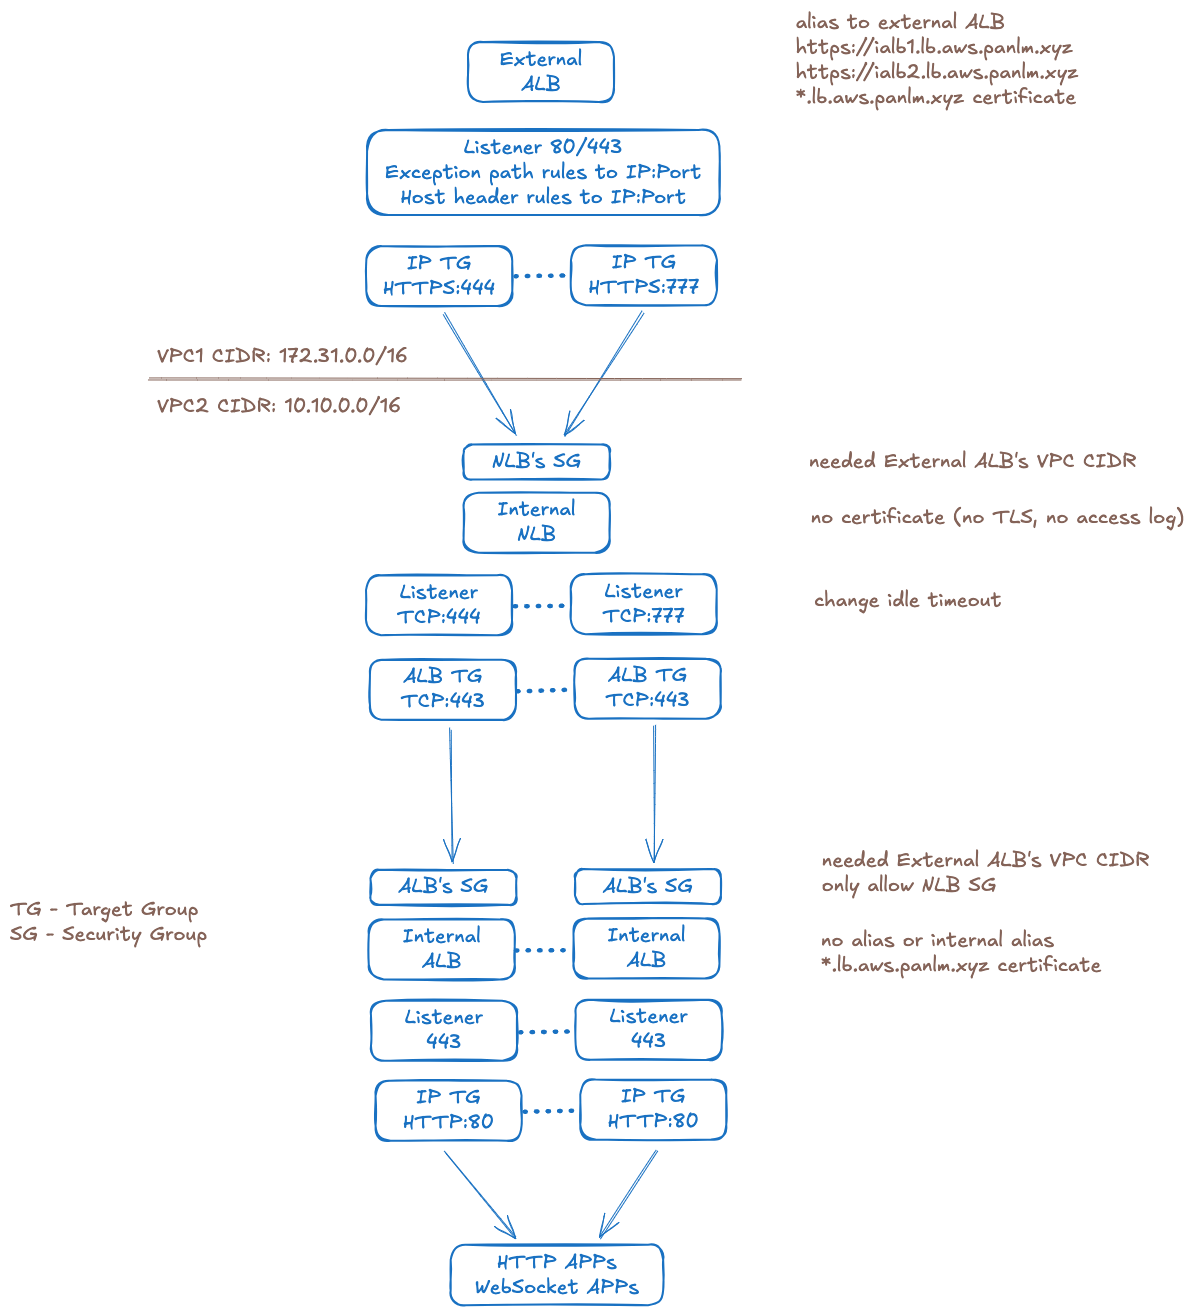 alias to external ALB
https://ialb1.lb.aws.panlm.xyz
https://ialb2.lb.aws.panlm.xyz
*.lb.aws.panlm.xyz certificate
External
ALB
Listener 80/443
Exception path rules to IP:Port
Host header rules to IP:Port
IP TG
HTTPS:444
IP TG
HTTPS:777
VPC1 CIDR: 172.31.0.0/16
VPC2 CIDR: 10.10.0.0/16
NLB's SG
needed External ALB's VPC CIDR
Internal
NLB
no certificate (no TLS, no access log)
Listener
TCP:444
Listener
TCP:777
change idle timeout
ALB TG
TCP:443
ALB TG
TCP:443
needed External ALB's VPC CIDR
only allow NLB SG
ALB's SG
ALB's SG
TG - Target Group
SG - Security Group
Internal
ALB
Internal
ALB
no alias or internal alias
*.lb.aws.panlm.xyz certificate
Listener
443
Listener
443
IP TG
HTTP:80
IP TG
HTTP:80
HTTP APPs
WebSocket APPs